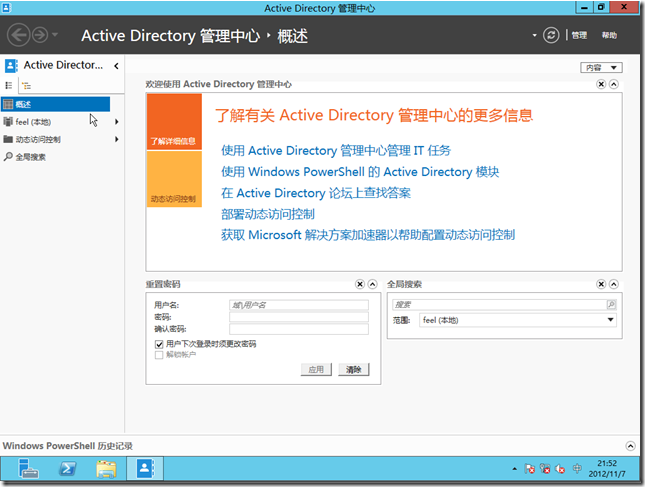 Active Directory 管理中心
Active Directory 管理中心 · 概述
管理
帮助
Active Director...
概述
feel (本地)
动态访问控制
全局搜索
内容
欢迎使用 Active Directory 管理中心
了解详细信息
动态访问控制
了解有关 Active Directory 管理中心的更多信息
使用 Active Directory 管理中心管理 IT 任务
使用 Windows PowerShell 的 Active Directory 模块
在 Active Directory 论坛上查找答案
部署动态访问控制
获取 Microsoft 解决方案加速器以帮助配置动态访问控制
重置密码
用户名:
域\用户名
密码:
确认密码:
用户下次登录时须更改密码
解锁帐户
应用
清除
全局搜索
搜索
范围:
feel (本地)
Windows PowerShell 历史记录
中
21:52
2012/11/7